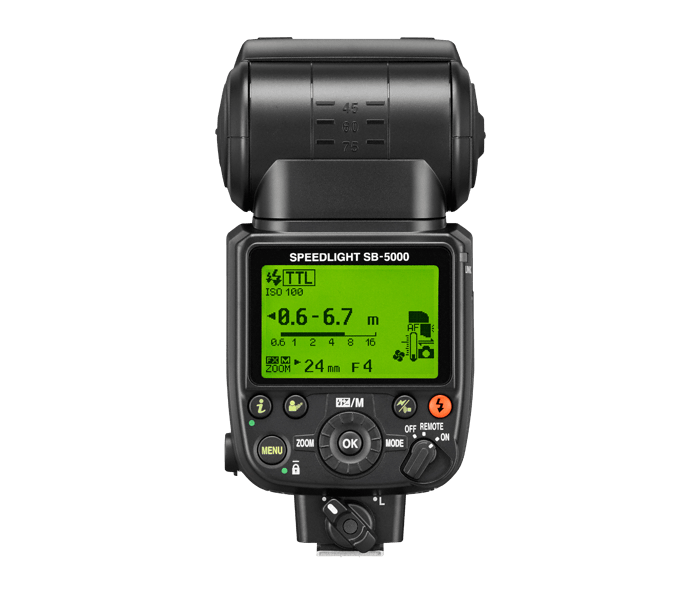 45
60
75
SPEEDLIGHT SB-5000
TTL
ISO 100
0.6-6.7 m
AF
0.6 1 2 4 8 16
FX M
ZOOM 24 mm F4
i /M
OFF REMOTE ON
MENU ZOOM OK MODE
L